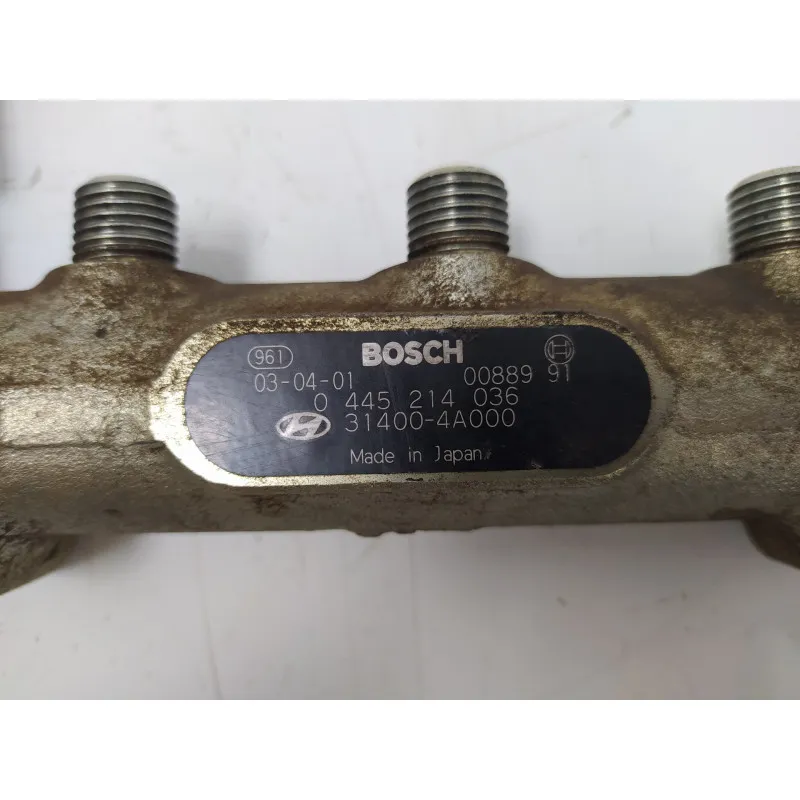 961 BOSCH
03-04-01 00889 91
0 445 214 036
31400-4A000
Made in Japan